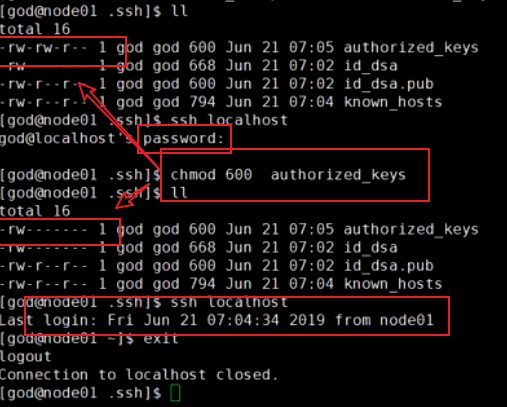 [god@node01 .ssh]$ ll
total 16
-rw-rw-r-- 1 god god 600 Jun 21 07:05 authorized_keys
-rw------- 1 god god 668 Jun 21 07:02 id_dsa
-rw-r--r-- 1 god god 600 Jun 21 07:02 id_dsa.pub
-rw-r--r-- 1 god god 794 Jun 21 07:04 known_hosts
[god@node01 .ssh]$ ssh localhost
god@localhost's password:
[god@node01 .ssh]$ chmod 600  authorized_keys
[god@node01 .ssh]$ ll
total 16
-rw------- 1 god god 600 Jun 21 07:05 authorized_keys
-rw------- 1 god god 668 Jun 21 07:02 id_dsa
-rw-r--r-- 1 god god 600 Jun 21 07:02 id_dsa.pub
-rw-r--r-- 1 god god 794 Jun 21 07:04 known_hosts
[god@node01 .ssh]$ ssh localhost
Last login: Fri Jun 21 07:04:34 2019 from node01
[god@node01 ~]$ exit
logout
Connection to localhost closed.
[god@node01 .ssh]$